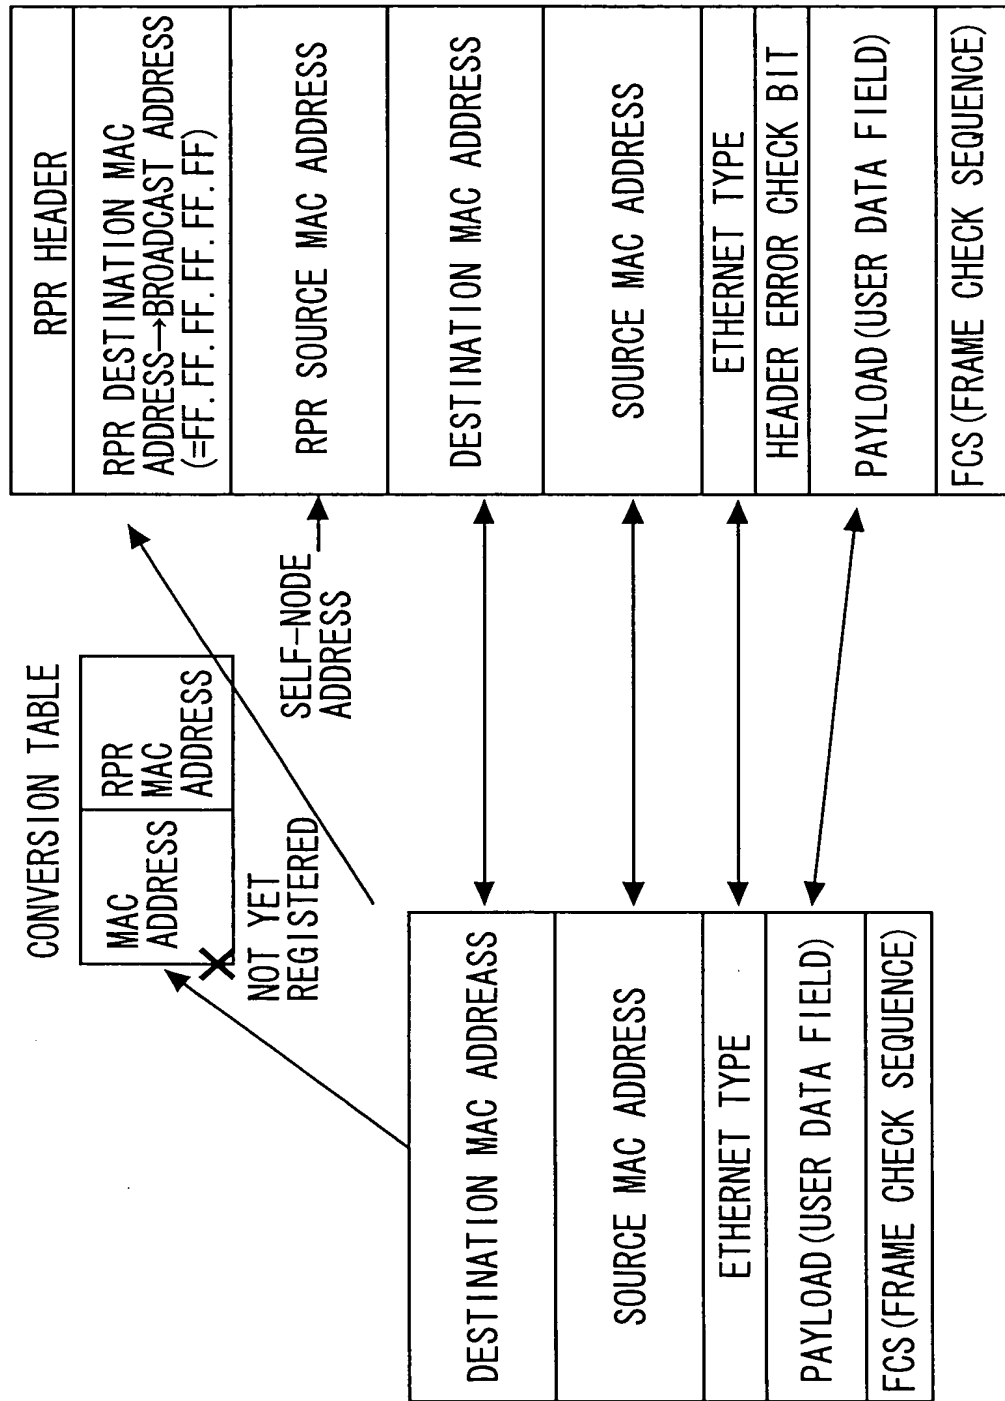 CONVERSION TABLE
MAC
ADDRESS
RPR
MAC
ADDRESS
NOT YET
REGISTERED
SELF-NODE
ADDRESS
DESTINATION MAC ADDREASS
SOURCE MAC ADDRESS
ETHERNET TYPE
PAYLOAD(USER DATA FIELD)
FCS(FRAME CHECK SEQUENCE)
RPR HEADER
RPR DESTINATION MAC
ADDRESS→BROADCAST ADDRESS
(=FF.FF.FF.FF.FF)
RPR SOURCE MAC ADDRESS
DESTINATION MAC ADDRESS
SOURCE MAC ADDRESS
ETHERNET TYPE
HEADER ERROR CHECK BIT
PAYLOAD(USER DATA FIELD)
FCS(FRAME CHECK SEQUENCE)